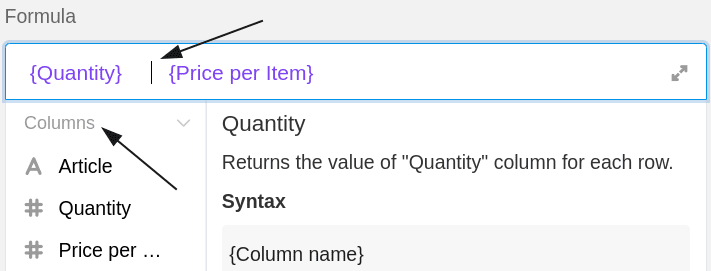 Formula
{Quantity} {Price per Item}
Columns
Article
Quantity
Price per …
Quantity
Returns the value of "Quantity" column for each row.
Syntax
{Column name}